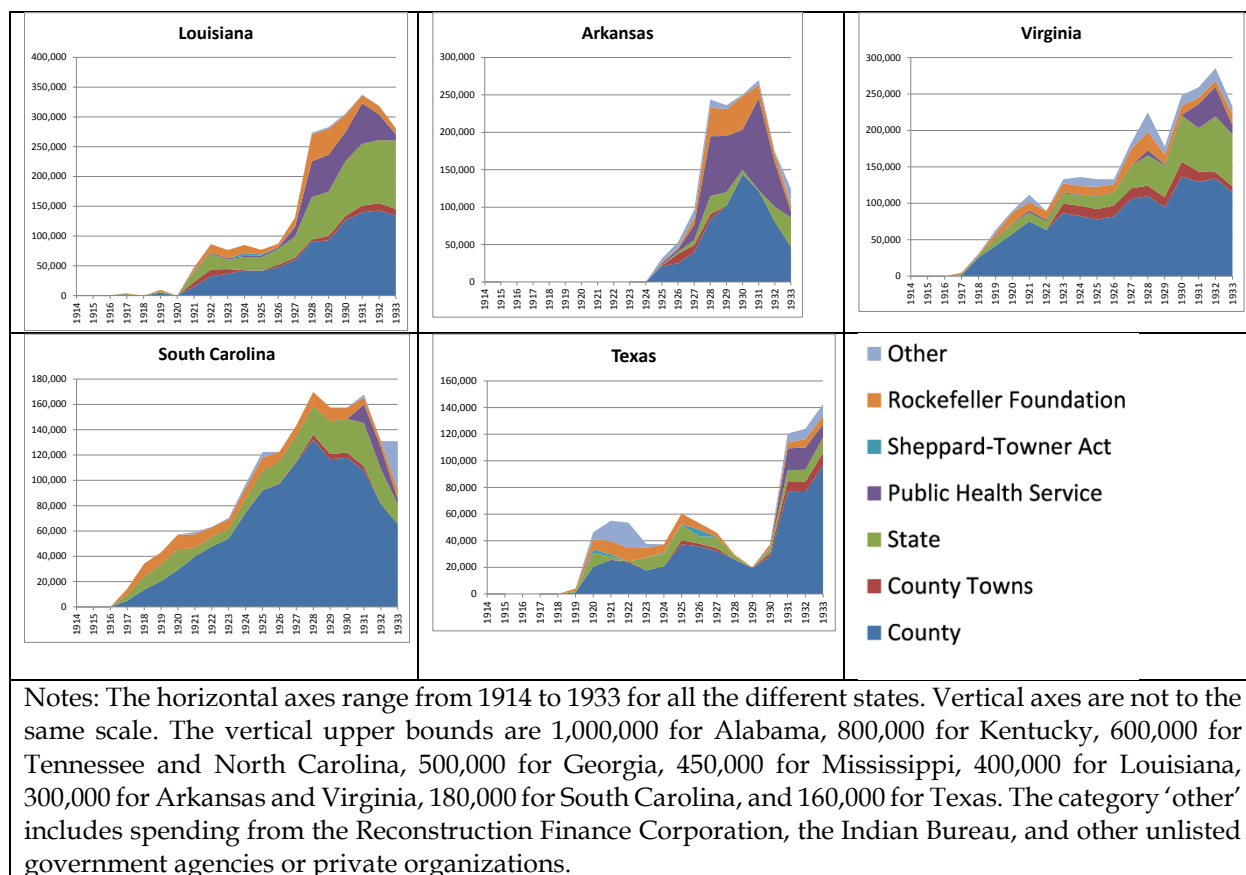 Louisiana
400,000
350,000
300,000
250,000
200,000
150,000
100,000
50,000
0
1914 1915 1916 1917 1918 1919 1920 1921 1922 1923 1924 1925 1926 1927 1928 1929 1930 1931 1932 1933
Arkansas
300,000
250,000
200,000
150,000
100,000
50,000
0
1914 1915 1916 1917 1918 1919 1920 1921 1922 1923 1924 1925 1926 1927 1928 1929 1930 1931 1932 1933
Virginia
300,000
250,000
200,000
150,000
100,000
50,000
0
1914 1915 1916 1917 1918 1919 1920 1921 1922 1923 1924 1925 1926 1927 1928 1929 1930 1931 1932 1933
South Carolina
180,000
160,000
140,000
120,000
100,000
80,000
60,000
40,000
20,000
0
1914 1915 1916 1917 1918 1919 1920 1921 1922 1923 1924 1925 1926 1927 1928 1929 1930 1931 1932 1933
Texas
160,000
140,000
120,000
100,000
80,000
60,000
40,000
20,000
0
1914 1915 1916 1917 1918 1919 1920 1921 1922 1923 1924 1925 1926 1927 1928 1929 1930 1931 1932 1933
Other
Rockefeller Foundation
Sheppard-Towner Act
Public Health Service
State
County Towns
County
Notes: The horizontal axes range from 1914 to 1933 for all the different states. Vertical axes are not to the
same scale. The vertical upper bounds are 1,000,000 for Alabama, 800,000 for Kentucky, 600,000 for
Tennessee and North Carolina, 500,000 for Georgia, 450,000 for Mississippi, 400,000 for Louisiana,
300,000 for Arkansas and Virginia, 180,000 for South Carolina, and 160,000 for Texas. The category ‘other’
includes spending from the Reconstruction Finance Corporation, the Indian Bureau, and other unlisted
government agencies or private organizations.